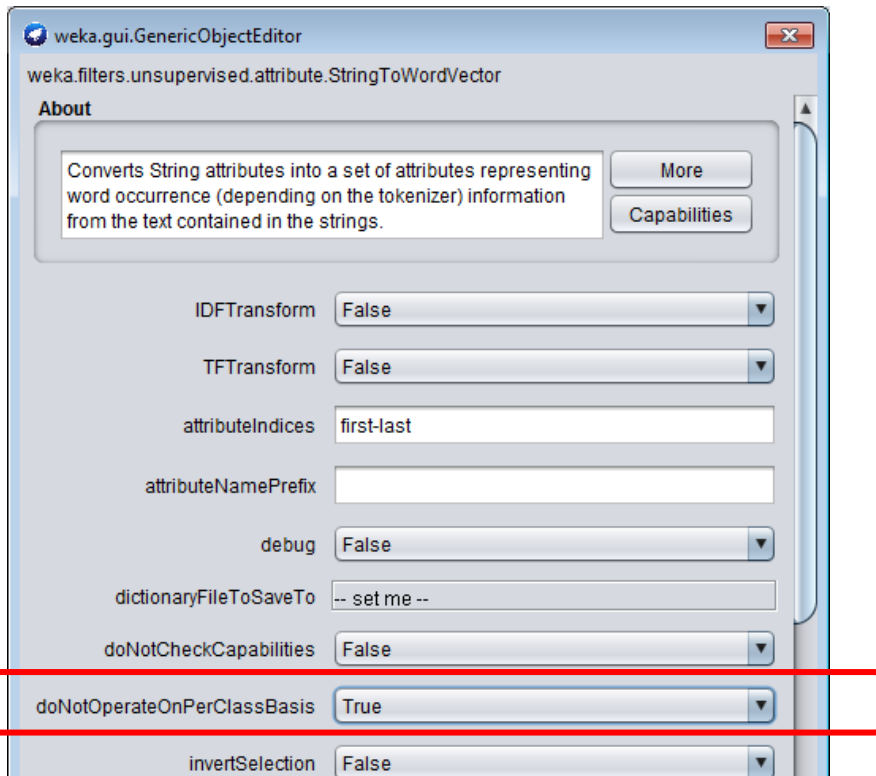 weka.gui.GenericObjectEditor
weka.filters.unsupervised.attribute.StringToWordVector
About
Converts String attributes into a set of attributes representing
word occurrence (depending on the tokenizer) information
from the text contained in the strings.
More
Capabilities
IDFTransform False
TFTransform False
attributeIndices first-last
attributeNamePrefix
debug False
dictionaryFileToSaveTo -- set me --
doNotCheckCapabilities False
doNotOperateOnPerClassBasis True
invertSelection False